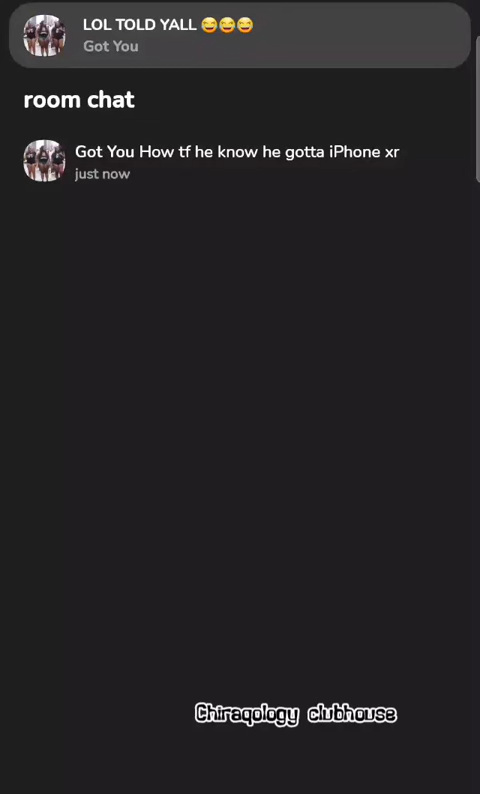 LOL TOLD YALL 😂😂😂
Got You
room chat
Got You How tf he know he gotta iPhone xr
just now
Chiraqology clubhouse